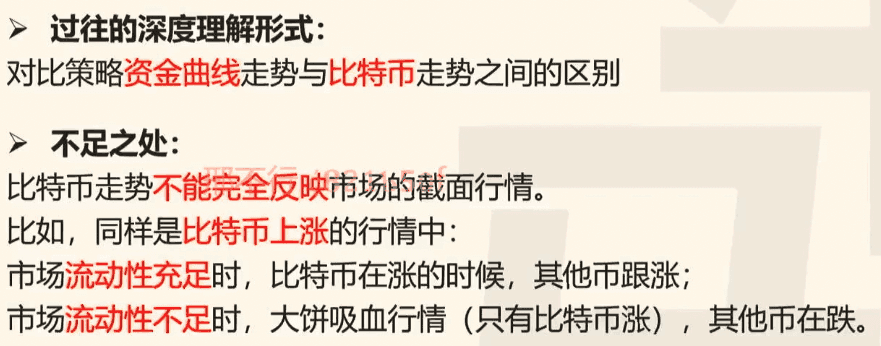 ➢ 过往的深度理解形式：
对比策略资金曲线走势与比特币走势之间的区别
➢ 不足之处：
比特币走势不能完全反映市场的截面行情。
比如，同样是比特币上涨的行情中：
市场流动性充足时，比特币在涨的时候，其他币跟涨；
市场流动性不足时，大饼吸血行情（只有比特币涨），其他币在跌。